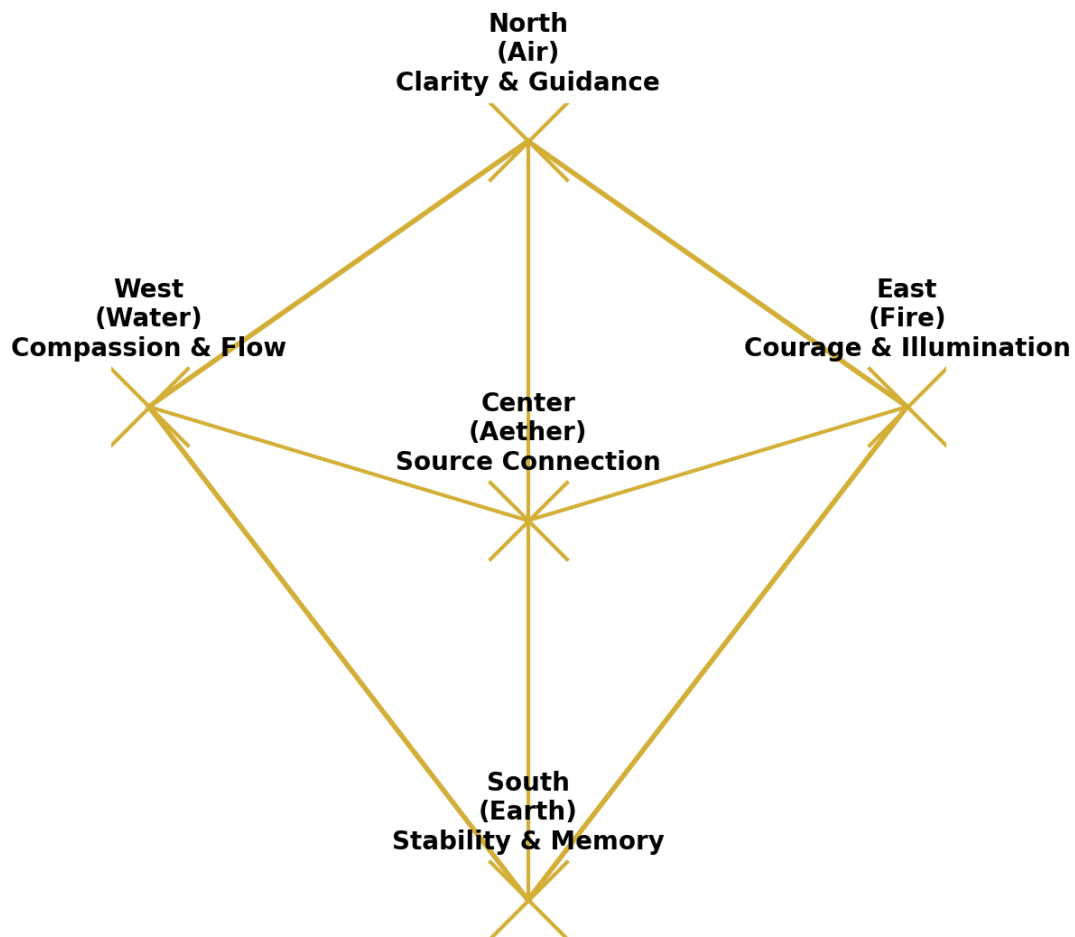 North
(Air)
Clarity & Guidance
West
(Water)
Compassion & Flow
East
(Fire)
Courage & Illumination
Center
(Aether)
Source Connection
South
(Earth)
Stability & Memory